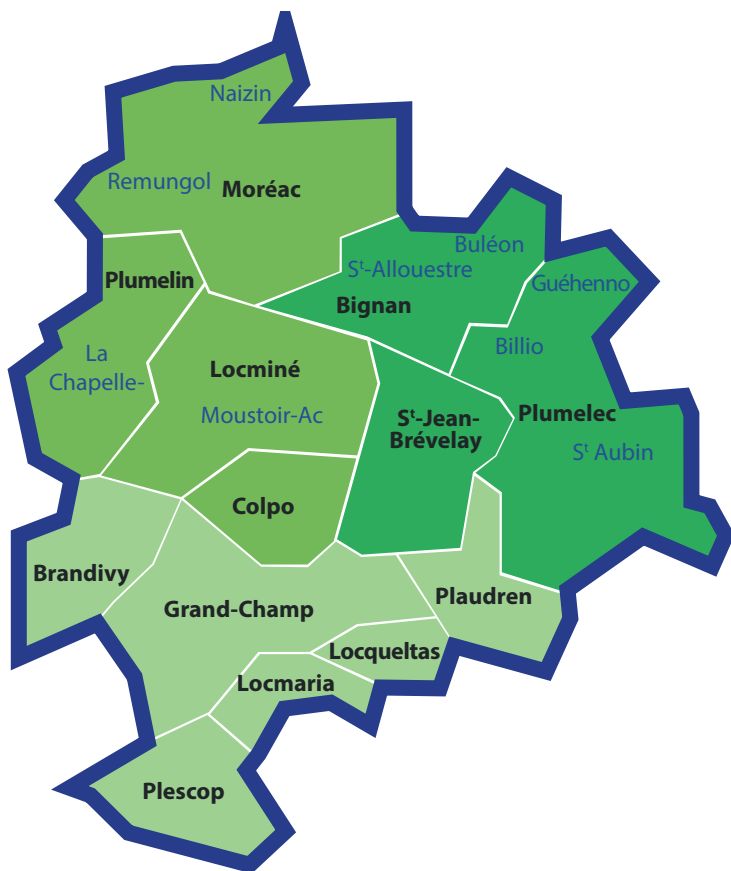 Naizin
Remungol
Moréac
Buléon
Sᵗ-Allouestre
Plumelin
Guéhenno
Bignan
La
Chapelle-
Billio
Locminé
Moustoir-Ac
Sᵗ-Jean-
Brévelay
Plumelec
Sᵗ Aubin
Colpo
Brandivy
Plaudren
Grand-Champ
Locqueltas
Locmaria
Plescop